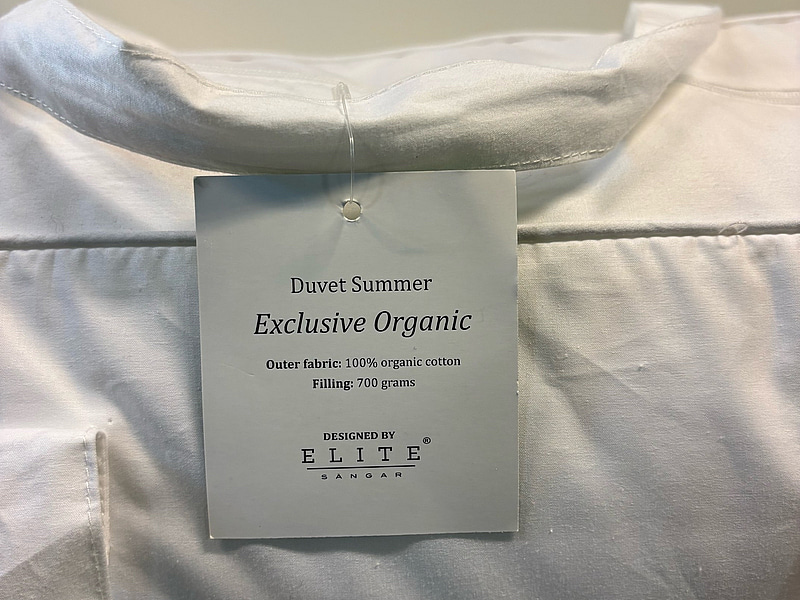 Duvet Summer
Exclusive Organic
Outer fabric: 100% organic cotton
Filling: 700 grams
DESIGNED BY
ELITE®
SANGAR